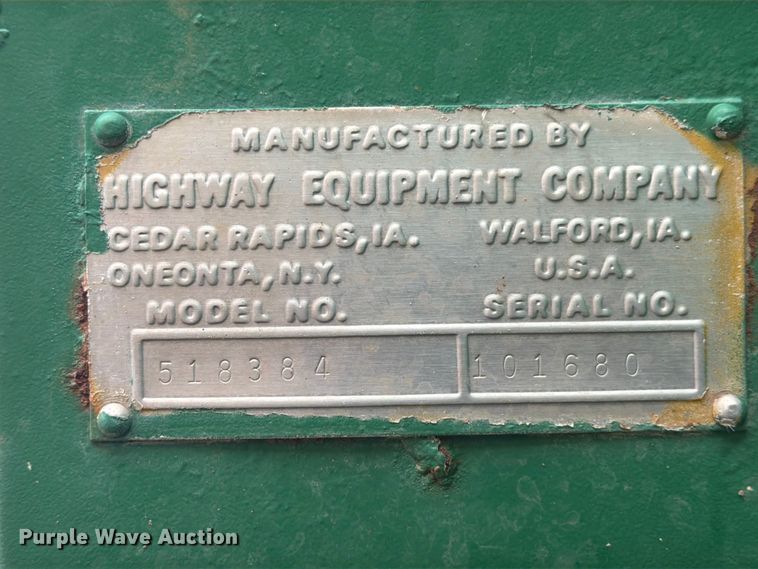 MANUFACTURED BY
HIGHWAY EQUIPMENT COMPANY
CEDAR RAPIDS, IA. WALFORD, IA.
ONEONTA, N.Y. U.S.A.
MODEL NO. SERIAL NO.
518384 101680
Purple Wave Auction